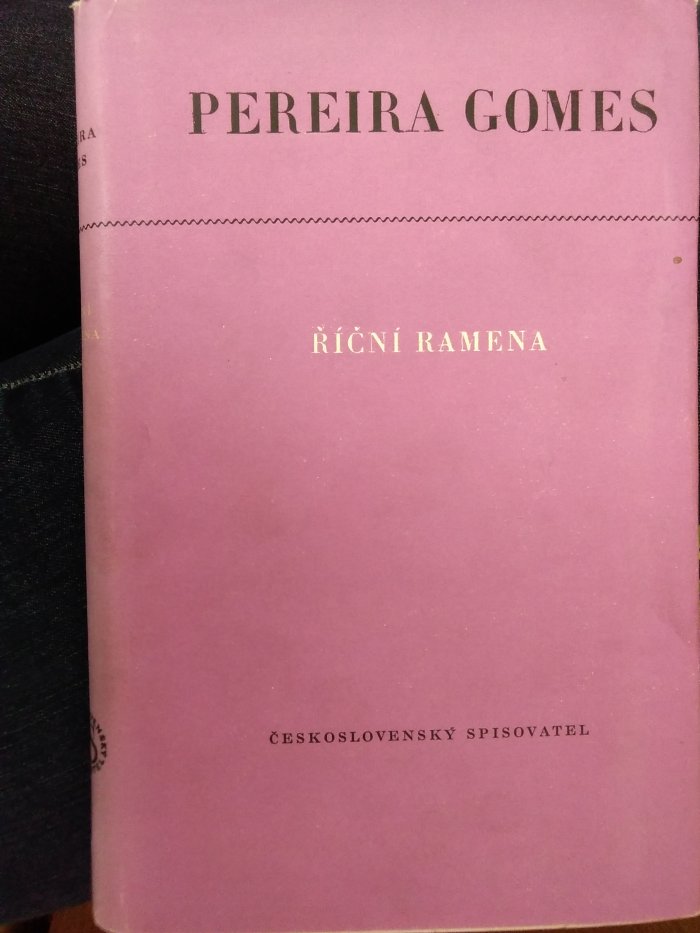 PEREIRA GOMES
ŘÍČNÍ RAMENA
ČESKOSLOVENSKÝ SPISOVATEL